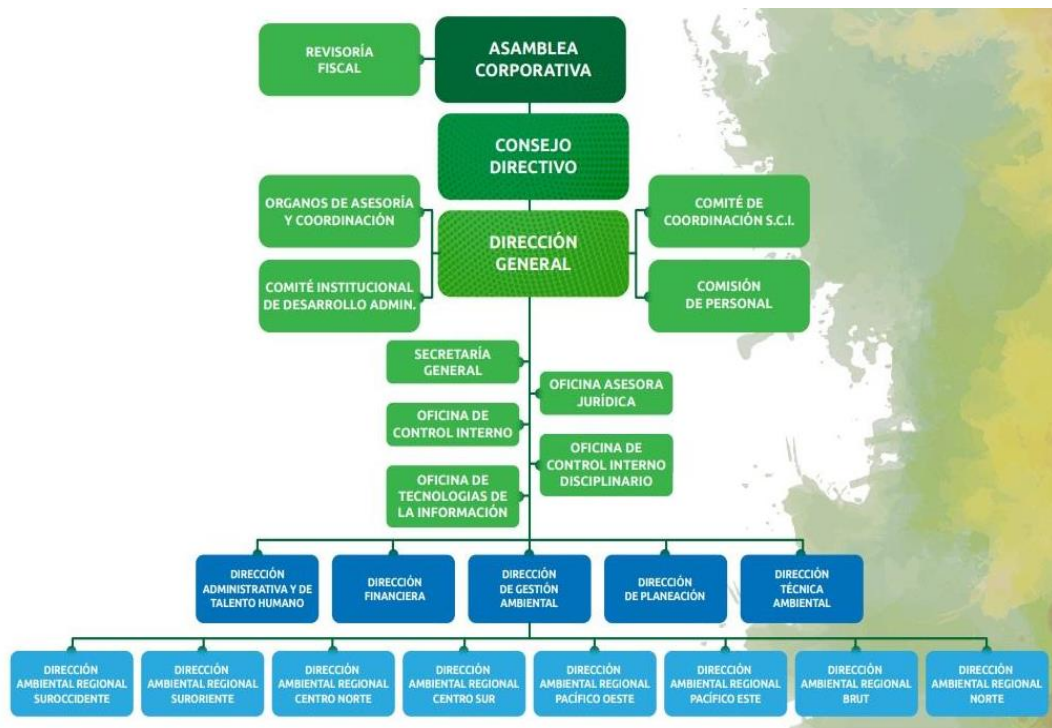 REVISORÍA
FISCAL
ASAMBLEA
CORPORATIVA
CONSEJO
DIRECTIVO
ORGANOS DE ASESORÍA
Y COORDINACIÓN
DIRECCIÓN
GENERAL
COMITÉ DE
COORDINACIÓN S.C.I.
COMITÉ INSTITUCIONAL
DE DESARROLLO ADMIN.
COMISIÓN
DE PERSONAL
SECRETARÍA
GENERAL
OFICINA ASESORA
JURÍDICA
OFICINA DE
CONTROL INTERNO
OFICINA DE
CONTROL INTERNO
DISCIPLINARIO
OFICINA DE
TECNOLOGIAS DE
LA INFORMACIÓN
DIRECCIÓN
ADMINISTRATIVA Y DE
TALENTO HUMANO
DIRECCIÓN
FINANCIERA
DIRECCIÓN
DE GESTIÓN
AMBIENTAL
DIRECCIÓN
DE PLANEACIÓN
DIRECCIÓN
TÉCNICA
AMBIENTAL
DIRECCIÓN
AMBIENTAL REGIONAL
SUROCCIDENTE
DIRECCIÓN
AMBIENTAL REGIONAL
SURORIENTE
DIRECCIÓN
AMBIENTAL REGIONAL
CENTRO NORTE
DIRECCIÓN
AMBIENTAL REGIONAL
CENTRO SUR
DIRECCIÓN
AMBIENTAL REGIONAL
PACÍFICO OESTE
DIRECCIÓN
AMBIENTAL REGIONAL
PACÍFICO ESTE
DIRECCIÓN
AMBIENTAL REGIONAL
BRUT
DIRECCIÓN
AMBIENTAL REGIONAL
NORTE